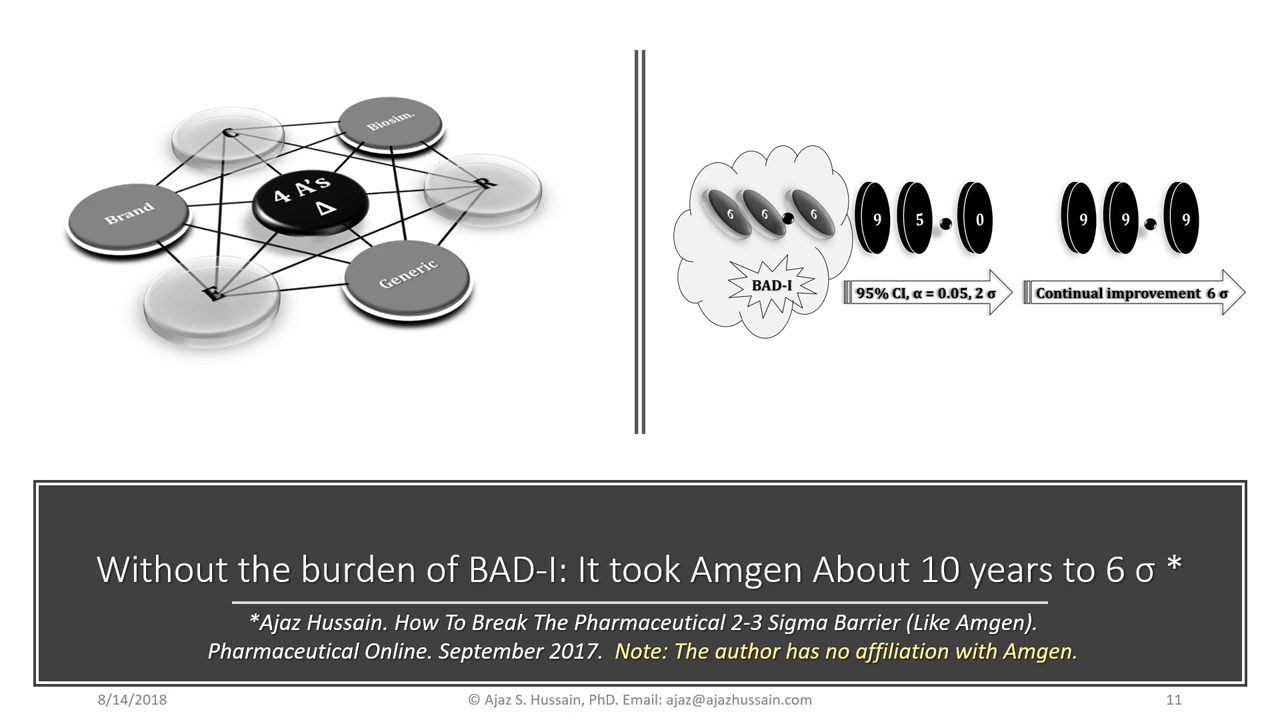 C
Biosim.
4 A's
Δ
R
Brand
E
Generic
6 6 . 6
BAD-I
9 5 . 0
95% CI, α = 0.05, 2 σ
9 9 . 9
Continual improvement 6 σ
Without the burden of BAD-I: It took Amgen About 10 years to 6 σ *
*Ajaz Hussain. How To Break The Pharmaceutical 2-3 Sigma Barrier (Like Amgen).
Pharmaceutical Online. September 2017. Note: The author has no affiliation with Amgen.
8/14/2018
© Ajaz S. Hussain, PhD. Email: ajaz@ajazhussain.com
11